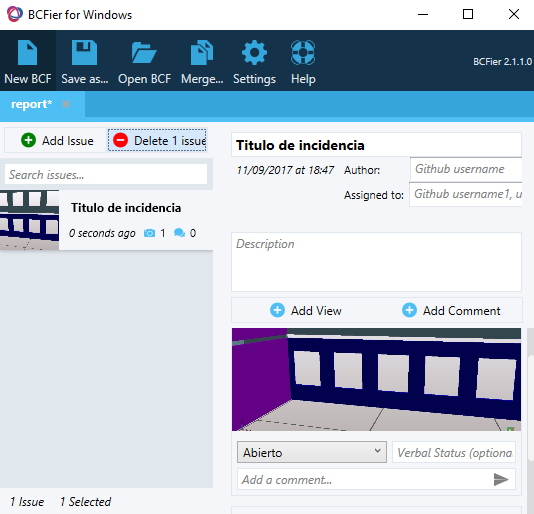 BCFier for Windows
New BCF Save as... Open BCF Merge... Settings Help BCFier 2.1.1.0
report*
Add Issue Delete 1 issue
Search issues...
Titulo de incidencia
0 seconds ago 1 0
1 Issue 1 Selected
Titulo de incidencia
11/09/2017 at 18:47 Author: Github username
Assigned to: Github username1, u
Description
Add View Add Comment
Abierto Verbal Status (optiona
Add a comment...